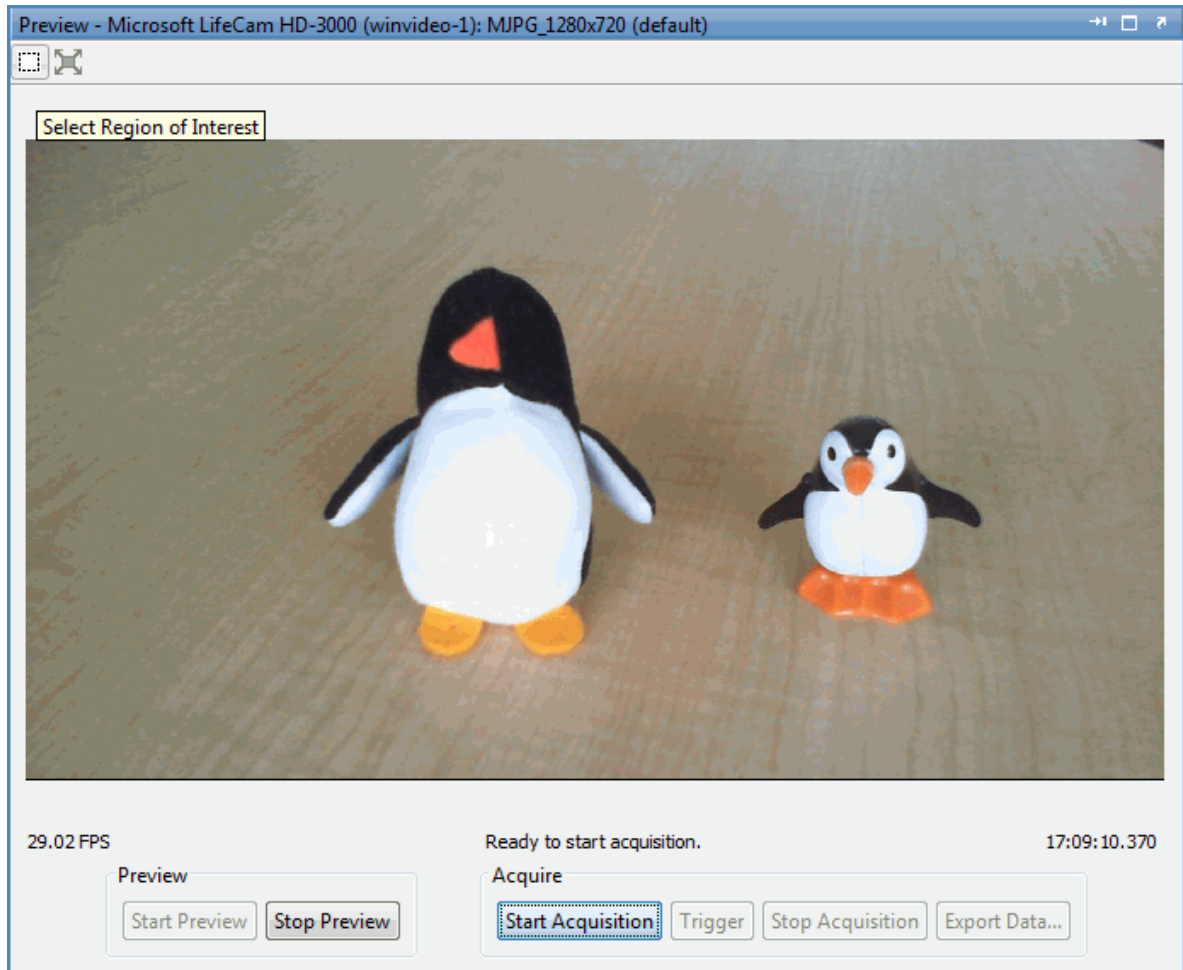 Preview - Microsoft LifeCam HD-3000 (winvideo-1): MJPG_1280x720 (default)
Select Region of Interest
29.02 FPS
Ready to start acquisition.
17:09:10.370
Preview
Acquire
Start Preview
Stop Preview
Start Acquisition
Trigger
Stop Acquisition
Export Data...